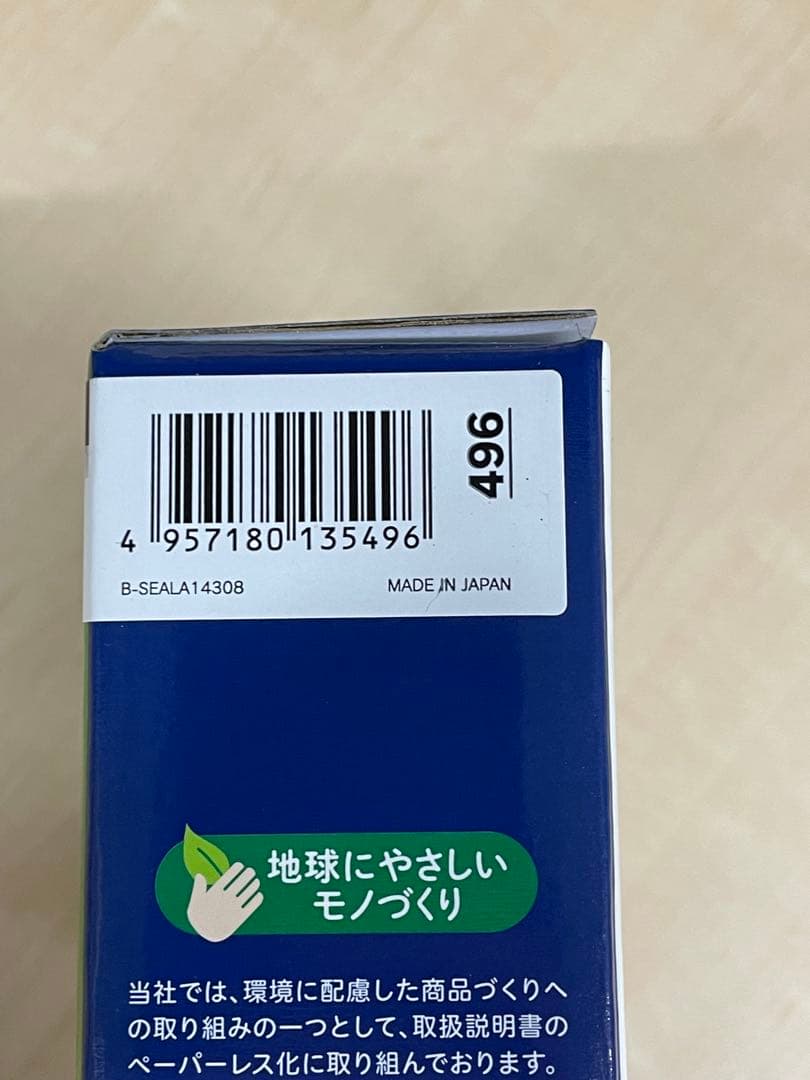 496
4 957180 135496
B-SEALA14308 MADE IN JAPAN
地球にやさしい
モノづくり
当社では、環境に配慮した商品づくりへ
の取り組みの一つとして、取扱説明書の
ペーパーレス化に取り組んでおります。